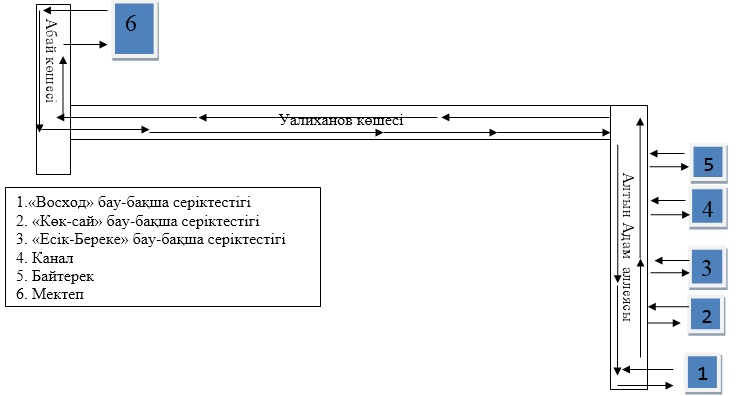 6
Абай көшесі
Уалиханов көшесі
5
4
3
2
1
Алтын Адам аллеясы
1.«Восход» бау-бақша серіктестігі
2. «Көк-сай» бау-бақша серіктестігі
3. «Есік-Береке» бау-бақша серіктестігі
4. Канал
5. Байтерек
6. Мектеп